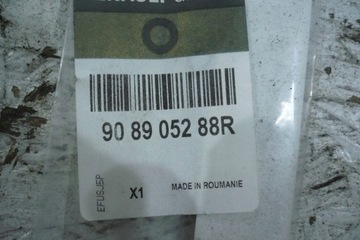 90 89 052 88R
EFUSJEP
X1
MADE IN ROUMANIE